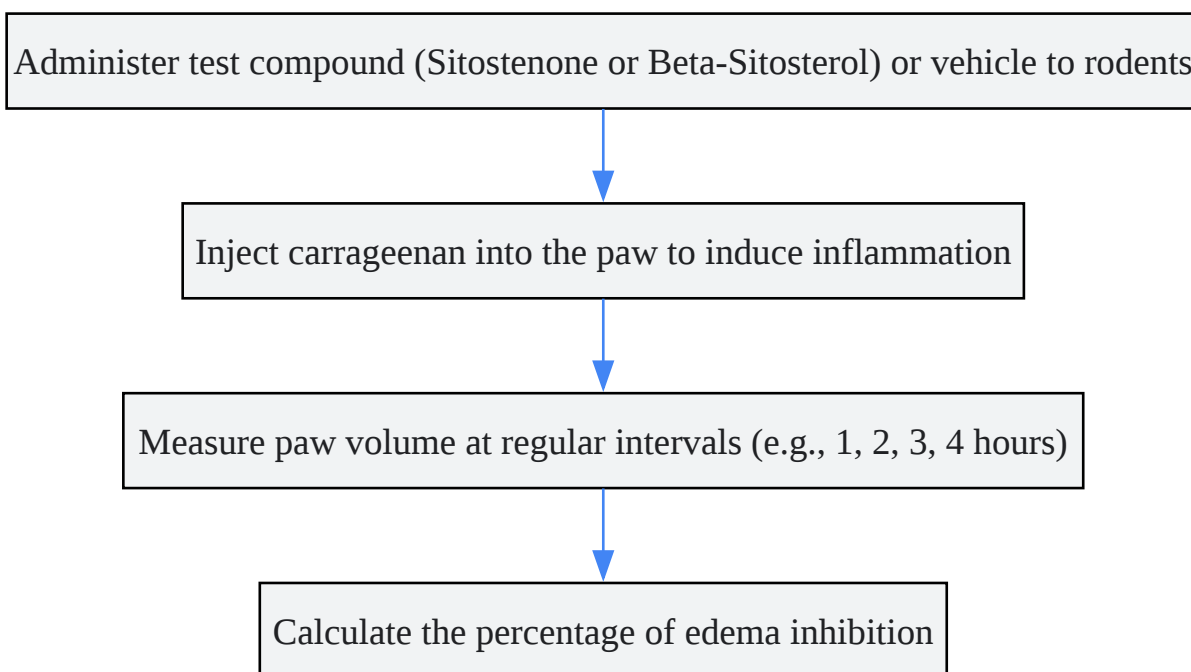 Administer test compound (Sitostenone or Beta-Sitosterol) or vehicle to rodents
Inject carrageenan into the paw to induce inflammation
Measure paw volume at regular intervals (e.g., 1, 2, 3, 4 hours)
Calculate the percentage of edema inhibition